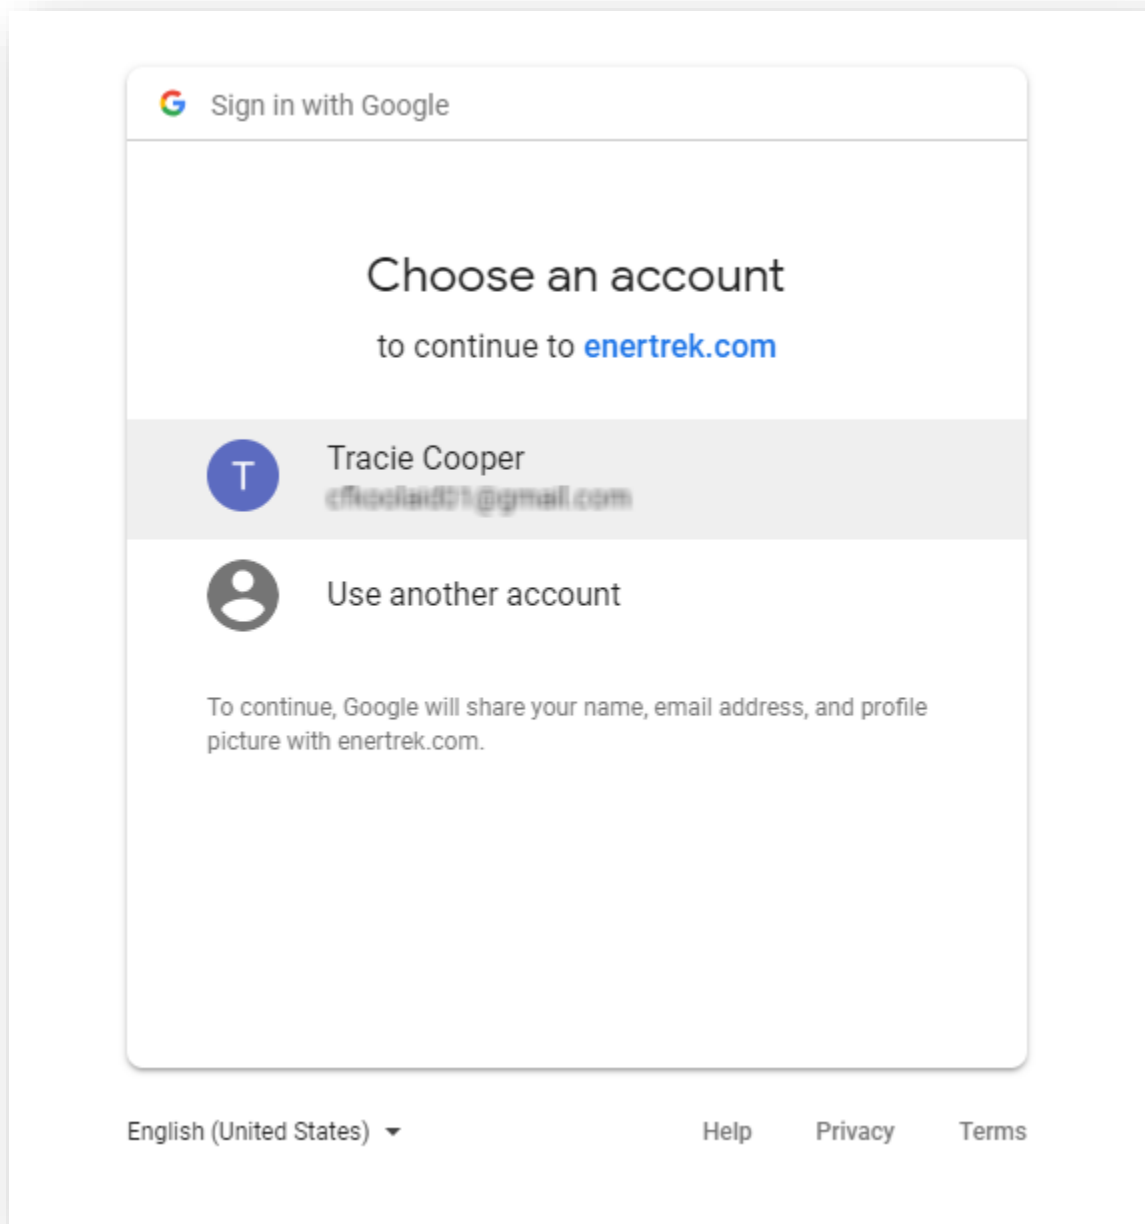 Sign in with Google
Choose an account
to continue to enertrek.com
T
Tracie Cooper
Use another account
To continue, Google will share your name, email address, and profile
picture with enertrek.com.
English (United States)
Help Privacy Terms